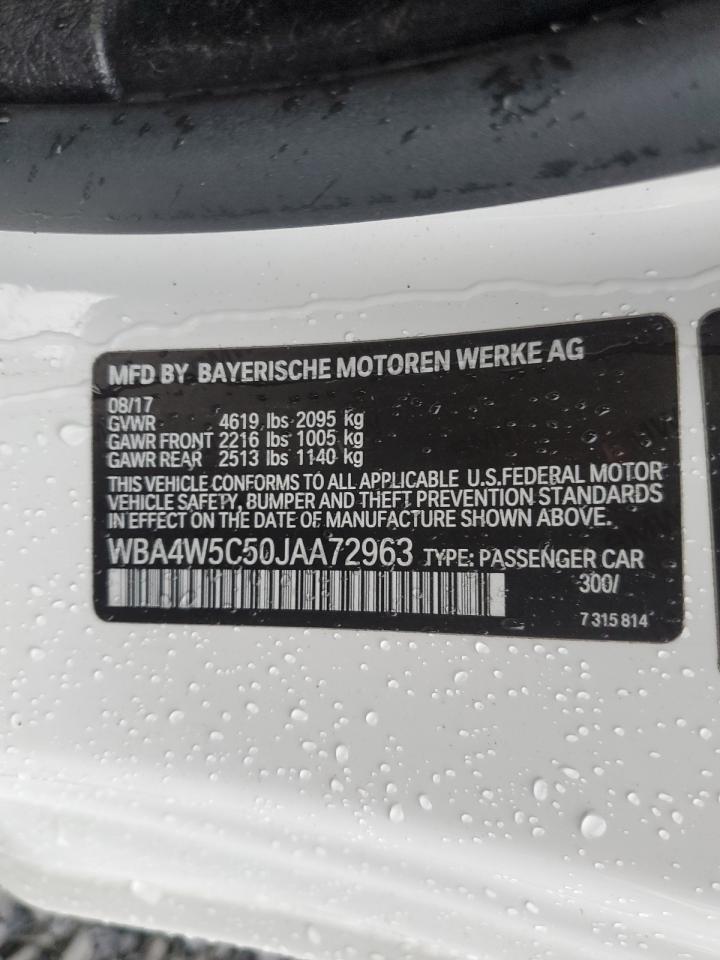 MFD BY BAYERISCHE MOTOREN WERKE AG
08/17
GVWR 4619 lbs 2095 kg
GAWR FRONT 2216 lbs 1005 kg
GAWR REAR 2513 lbs 1140 kg
THIS VEHICLE CONFORMS TO ALL APPLICABLE U.S.FEDERAL MOTOR
VEHICLE SAFETY, BUMPER AND THEFT PREVENTION STANDARDS
IN EFFECT ON THE DATE OF MANUFACTURE SHOWN ABOVE.
WBA4W5C50JAA72963 TYPE: PASSENGER CAR
300/
7 315 814